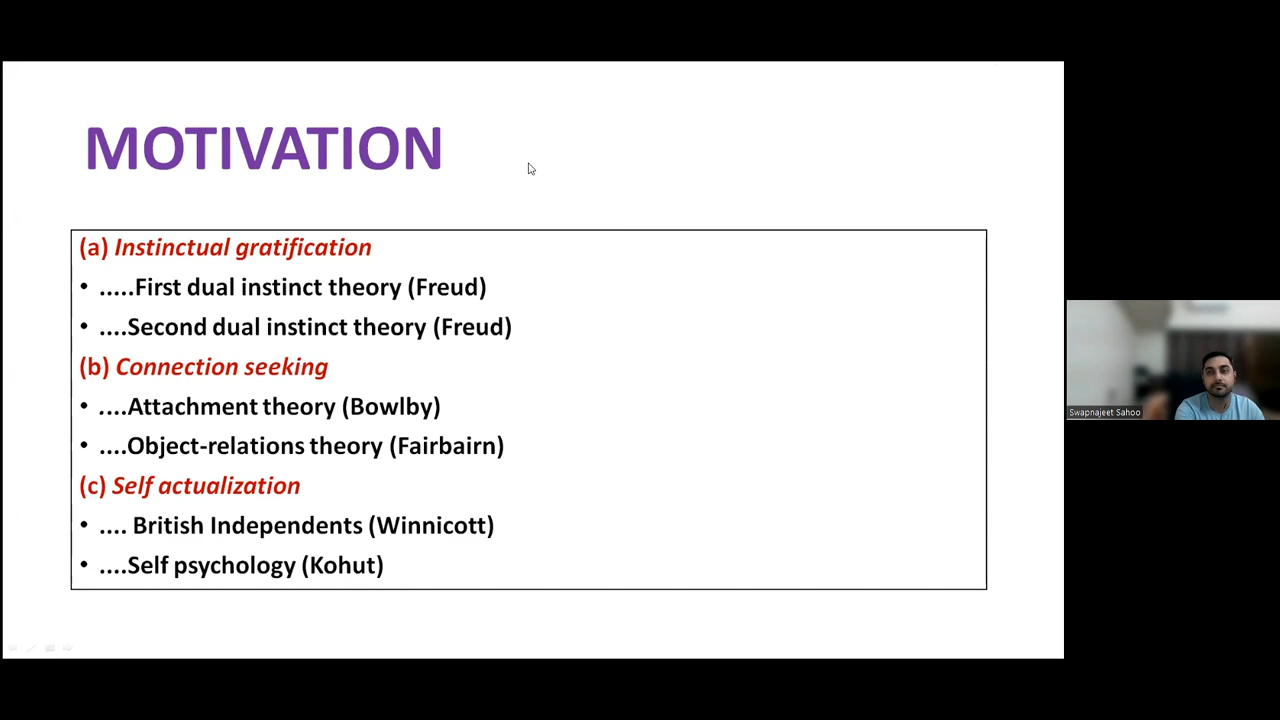 MOTIVATION
(a) Instinctual gratification
• .....First dual instinct theory (Freud)
• ....Second dual instinct theory (Freud)
(b) Connection seeking
• ....Attachment theory (Bowlby)
• ....Object-relations theory (Fairbairn)
(c) Self actualization
• .... British Independents (Winnicott)
• ....Self psychology (Kohut)
Swapnajeet Sahoo